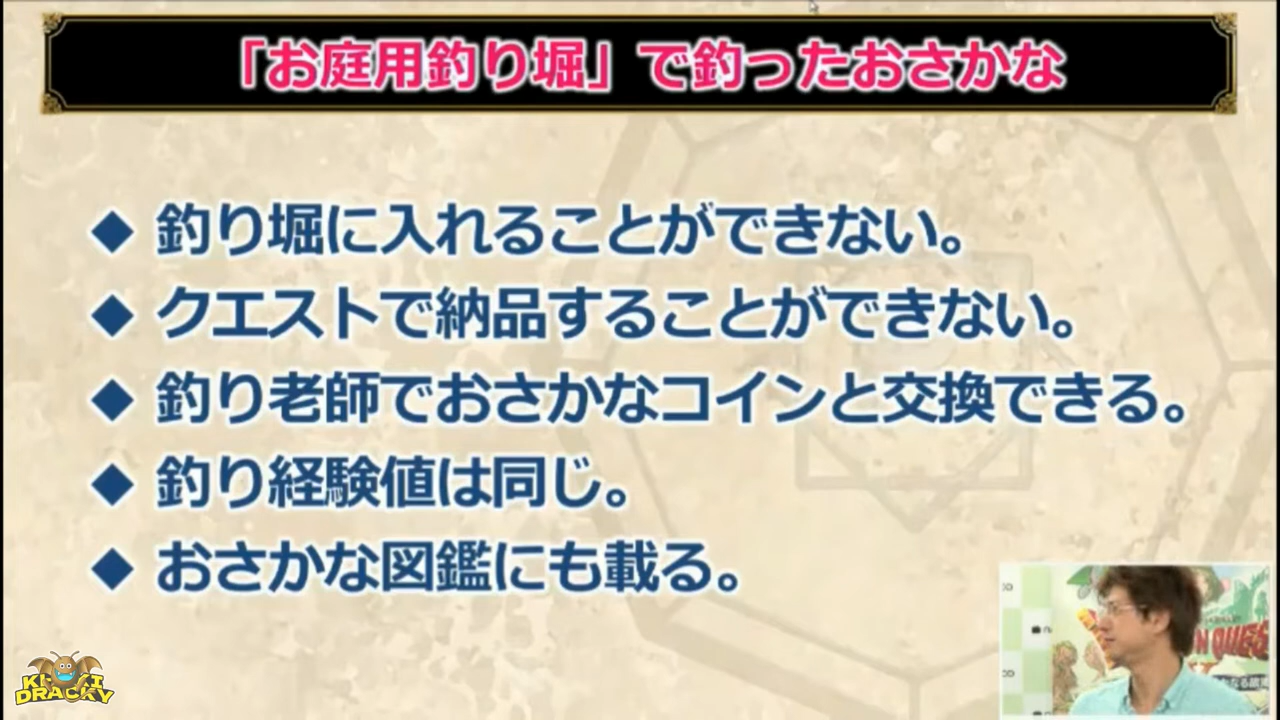 「お庭用釣り堀」で釣ったおさかな
◆ 釣り堀に入れることができない。
◆ クエストで納品することができない。
◆ 釣り老師でおさかなコインと交換できる。
◆ 釣り経験値は同じ。
◆ おさかな図鑑にも載る。
ON QUES
DRACKY